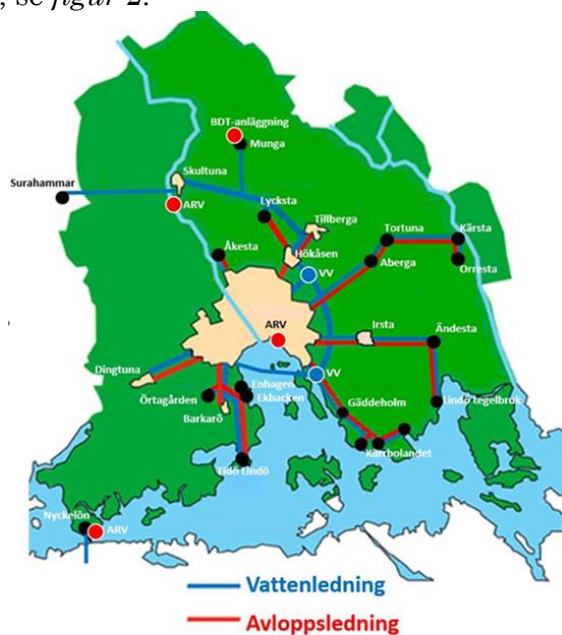 , se figur 2.
BDT-anläggning
Munga
Skultuna
Surahammar
ARV
Lycksta
Tillberga
Tortuna
Kärsta
Åkesta
Hökåsen
VV
Aberga
Orresta
ARV
Irsta
Ändesta
Dingtuna
VV
Enhagen
Ekbacken
Örtagården
Barkarö
Gäddeholm
Lindö tegelbruk
Kärrbolandet
Tidö Lindö
Nyckelön
ARV
Vattenledning
Avloppsledning